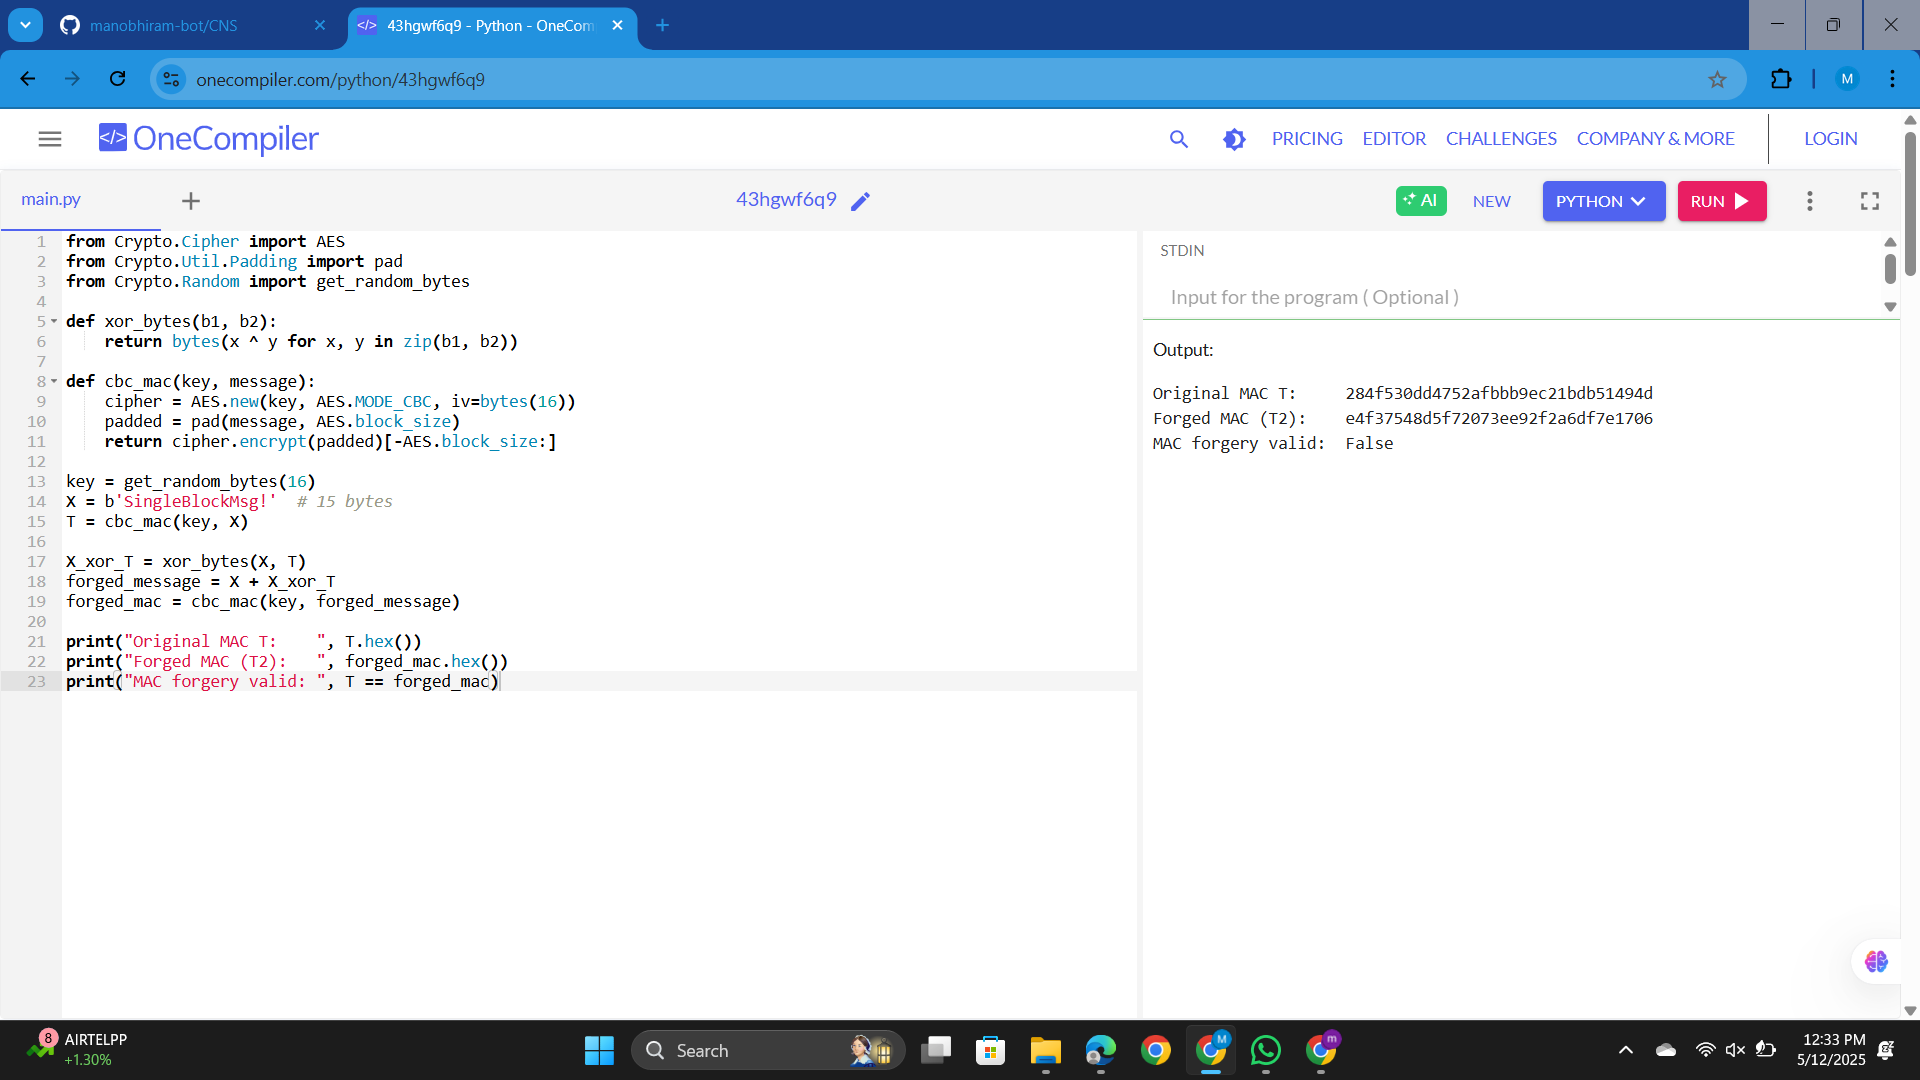 manobhiram-bot/CNS
43hgwf6q9 - Python - OneCom
onecompiler.com/python/43hgwf6q9
M
OneCompiler
PRICING
EDITOR
CHALLENGES
COMPANY & MORE
LOGIN
main.py
43hgwf6q9
AI
NEW
PYTHON
RUN
1 from Crypto.Cipher import AES
2 from Crypto.Util.Padding import pad
3 from Crypto.Random import get_random_bytes
4
5 def xor_bytes(b1, b2):
6     return bytes(x ^ y for x, y in zip(b1, b2))
7
8 def cbc_mac(key, message):
9     cipher = AES.new(key, AES.MODE_CBC, iv=bytes(16))
10     padded = pad(message, AES.block_size)
11     return cipher.encrypt(padded)[-AES.block_size:]
12
13 key = get_random_bytes(16)
14 X = b'SingleBlockMsg!'  # 15 bytes
15 T = cbc_mac(key, X)
16
17 X_xor_T = xor_bytes(X, T)
18 forged_message = X + X_xor_T
19 forged_mac = cbc_mac(key, forged_message)
20
21 print("Original MAC T:    ", T.hex())
22 print("Forged MAC (T2):   ", forged_mac.hex())
23 print("MAC forgery valid: ", T == forged_mac)
STDIN
Input for the program ( Optional )
Output:
Original MAC T:     284f530dd4752afbbb9ec21bdb51494d
Forged MAC (T2):    e4f37548d5f72073ee92f2a6df7e1706
MAC forgery valid:  False
8
AIRTELPP
+1.30%
Search
M
m
12:33 PM
5/12/2025